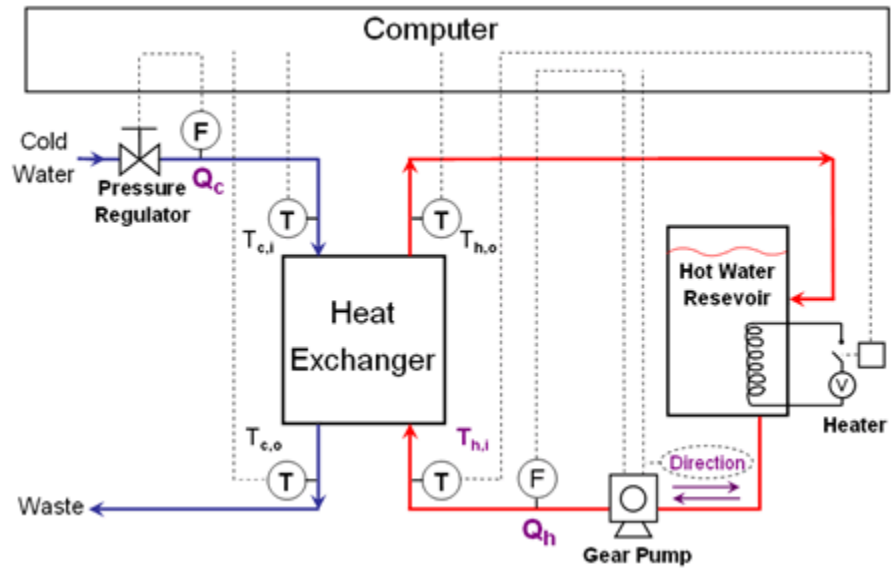 Computer
Cold
Water
F
Pressure
Regulator
Qc
T
Tc,i
T
Th,o
Hot Water
Resevoir
Heat
Exchanger
V
Heater
Tc,o
Th,i
T
T
F
Direction
Waste
Qh
Gear Pump